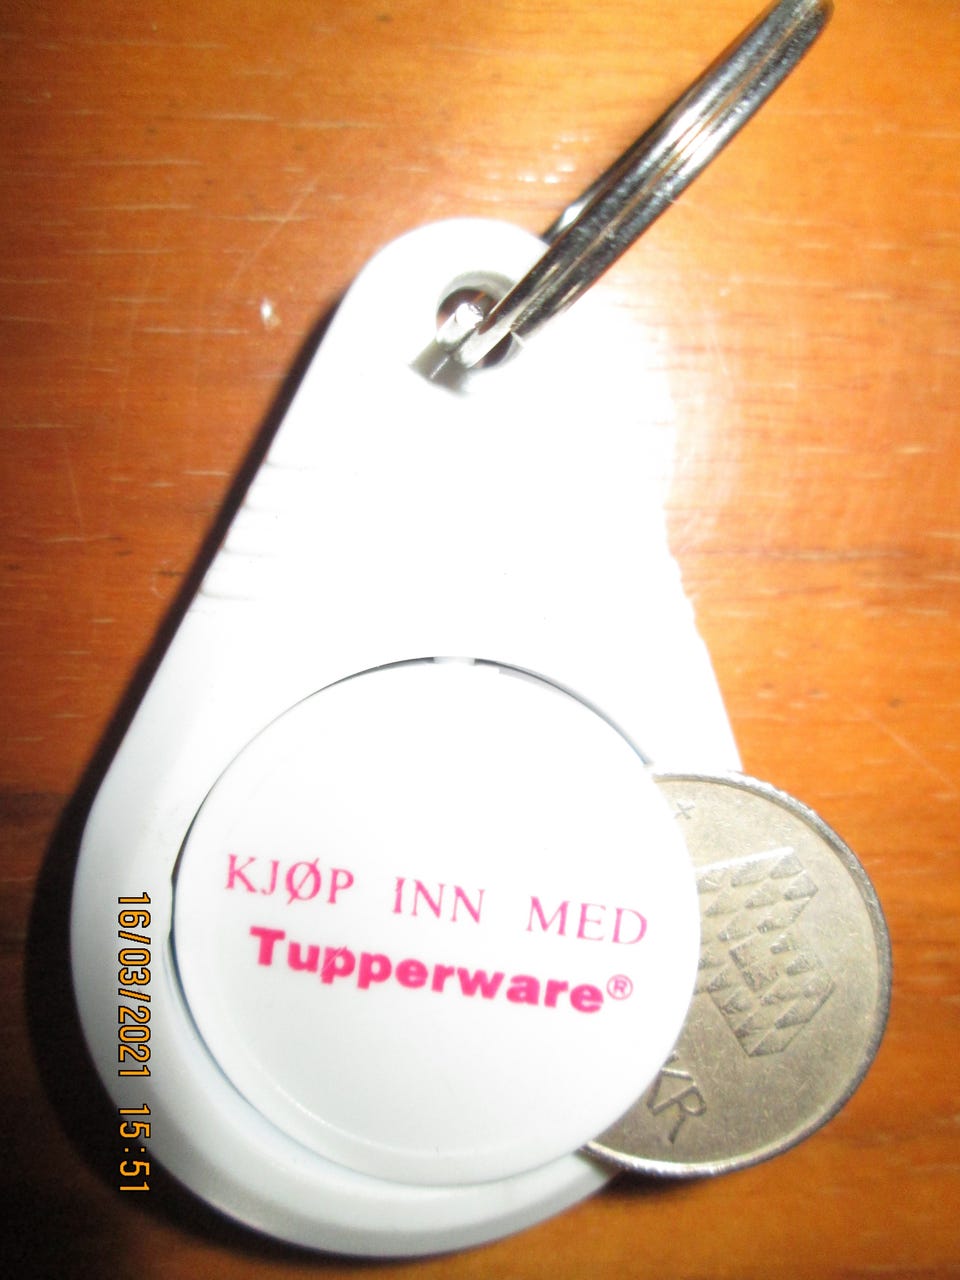 KJØP INN MED
Tupperware®
KR
16/03/2021 15:51